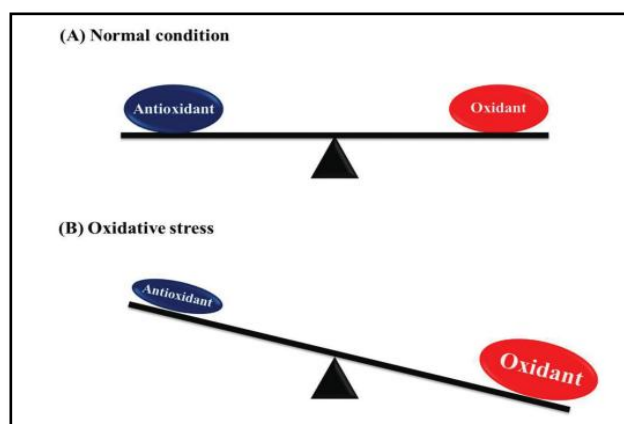 (A) Normal condition
Antioxidant
Oxidant
(B) Oxidative stress
Antioxidant
Oxidant